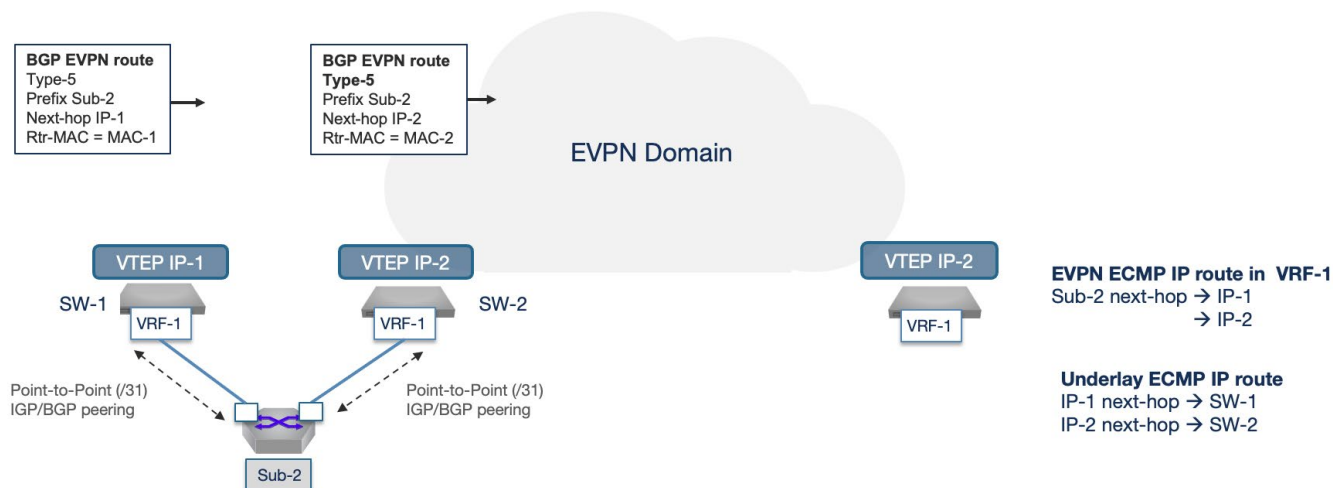 BGP EVPN route
Type-5
Prefix Sub-2
Next-hop IP-1
Rtr-MAC = MAC-1
BGP EVPN route
Type-5
Prefix Sub-2
Next-hop IP-2
Rtr-MAC = MAC-2
EVPN Domain
VTEP IP-1
VTEP IP-2
VTEP IP-2
SW-1
SW-2
VRF-1
VRF-1
VRF-1
EVPN ECMP IP route in VRF-1
Sub-2 next-hop → IP-1
→ IP-2
Point-to-Point (/31)
IGP/BGP peering
Point-to-Point (/31)
IGP/BGP peering
Underlay ECMP IP route
IP-1 next-hop → SW-1
IP-2 next-hop → SW-2
Sub-2